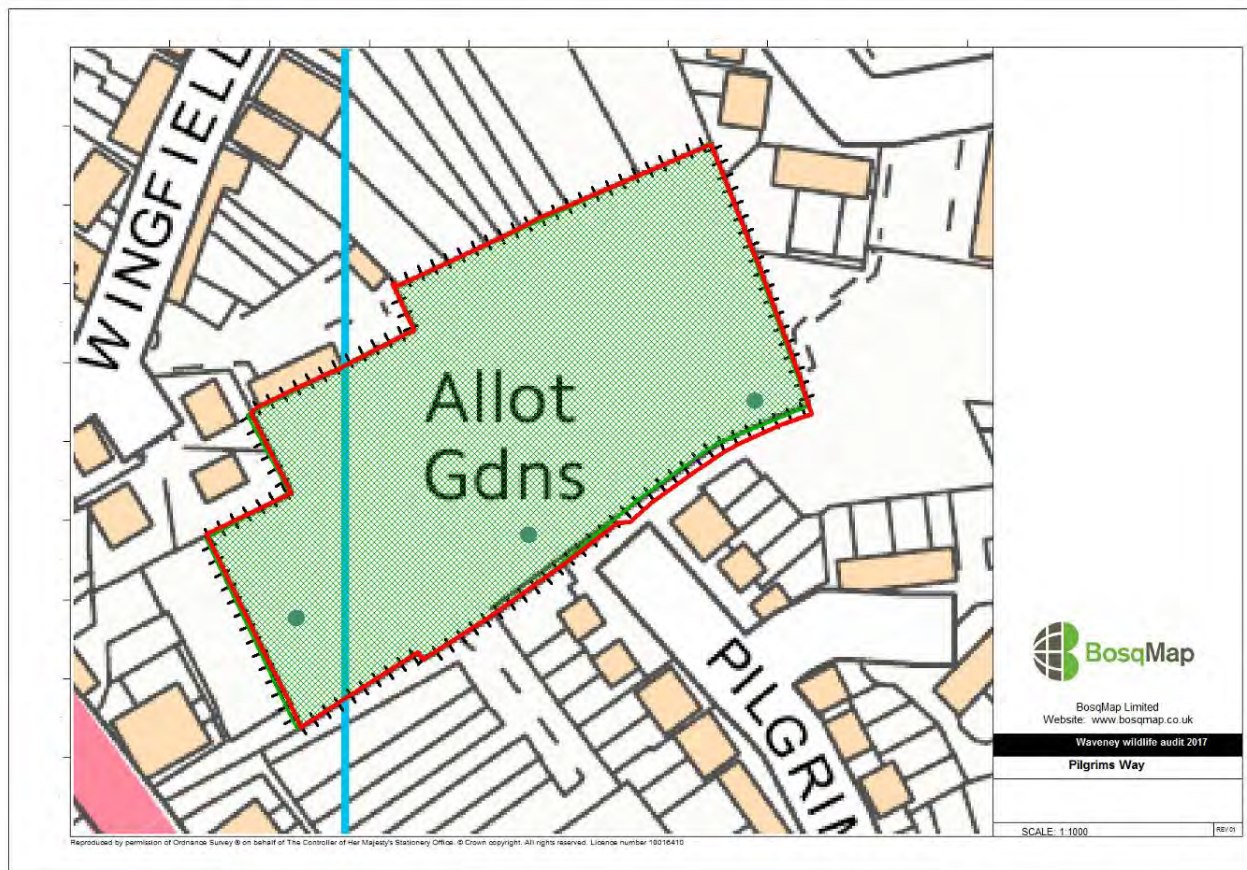 WINGFIELL
Allot
Gdns
PILGRIM
BosqMap
BosqMap Limited
Website: www.bosqmap.co.uk
Waveney wildlife audit 2017
Pilgrims Way
SCALE: 1:1000
REV 01
Reproduced by permission of Ordnance Survey ® on behalf of The Controller of Her Majesty's Stationery Office. © Crown copyright. All rights reserved. Licence number 10016410